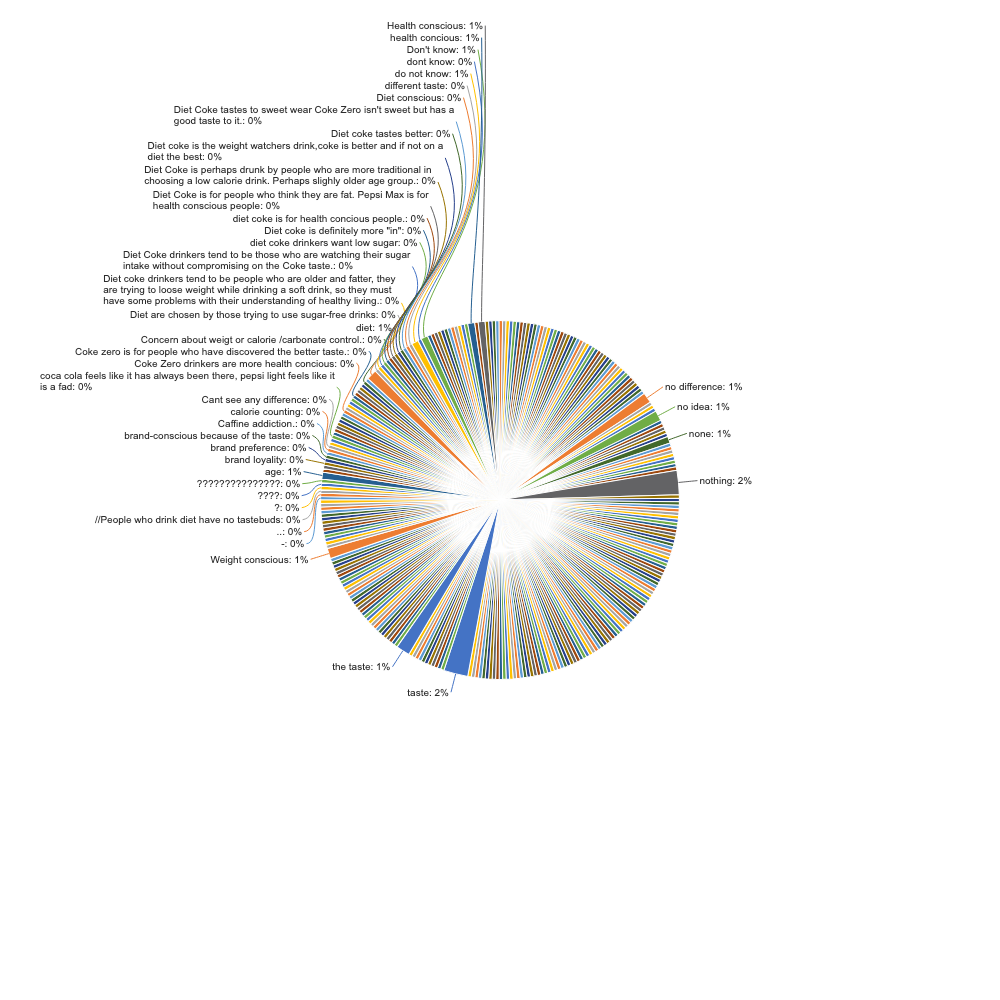 Health conscious: 1%
health concious: 1%
Don't know: 1%
dont know: 0%
do not know: 1%
different taste: 0%
Diet conscious: 0%
Diet Coke tastes to sweet wear Coke Zero isn't sweet but has a
good taste to it.: 0%
Diet coke tastes better: 0%
Diet coke is the weight watchers drink,coke is better and if not on a
diet the best: 0%
Diet Coke is perhaps drunk by people who are more traditional in
choosing a low calorie drink. Perhaps slighly older age group.: 0%
Diet Coke is for people who think they are fat. Pepsi Max is for
health conscious people: 0%
diet coke is for health concious people.: 0%
Diet coke is definitely more "in": 0%
diet coke drinkers want low sugar: 0%
Diet Coke drinkers tend to be those who are watching their sugar
intake without compromising on the Coke taste.: 0%
Diet coke drinkers tend to be people who are older and fatter, they
are trying to loose weight while drinking a soft drink, so they must
have some problems with their understanding of healthy living.: 0%
Diet are chosen by those trying to use sugar-free drinks: 0%
diet: 1%
Concern about weigt or calorie /carbonate control.: 0%
Coke zero is for people who have discovered the better taste.: 0%
Coke Zero drinkers are more health concious: 0%
coca cola feels like it has always been there, pepsi light feels like it
is a fad: 0%
Cant see any difference: 0%
calorie counting: 0%
Caffine addiction.: 0%
brand-conscious because of the taste: 0%
brand preference: 0%
brand loyality: 0%
age: 1%
???????????????: 0%
????: 0%
?: 0%
//People who drink diet have no tastebuds: 0%
..: 0%
-: 0%
Weight conscious: 1%
the taste: 1%
taste: 2%
no difference: 1%
no idea: 1%
none: 1%
nothing: 2%